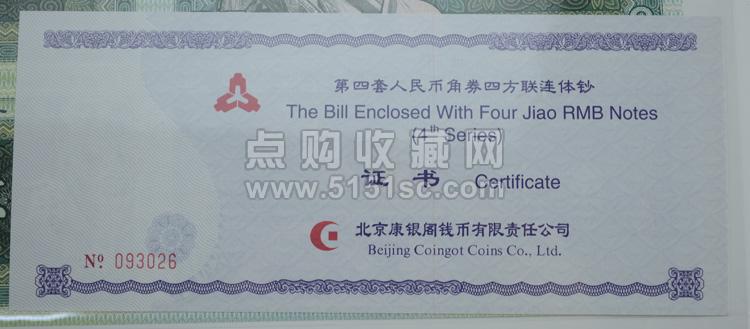 第四套人民币角券四方联连体钞
The Bill Enclosed With Four Jiao RMB Notes
(4th Series)
点购收藏网
www.5151sc.com
证书 Certificate
北京康银阁钱币有限责任公司
Beijing Coingot Coins Co., Ltd.
Nº 093026